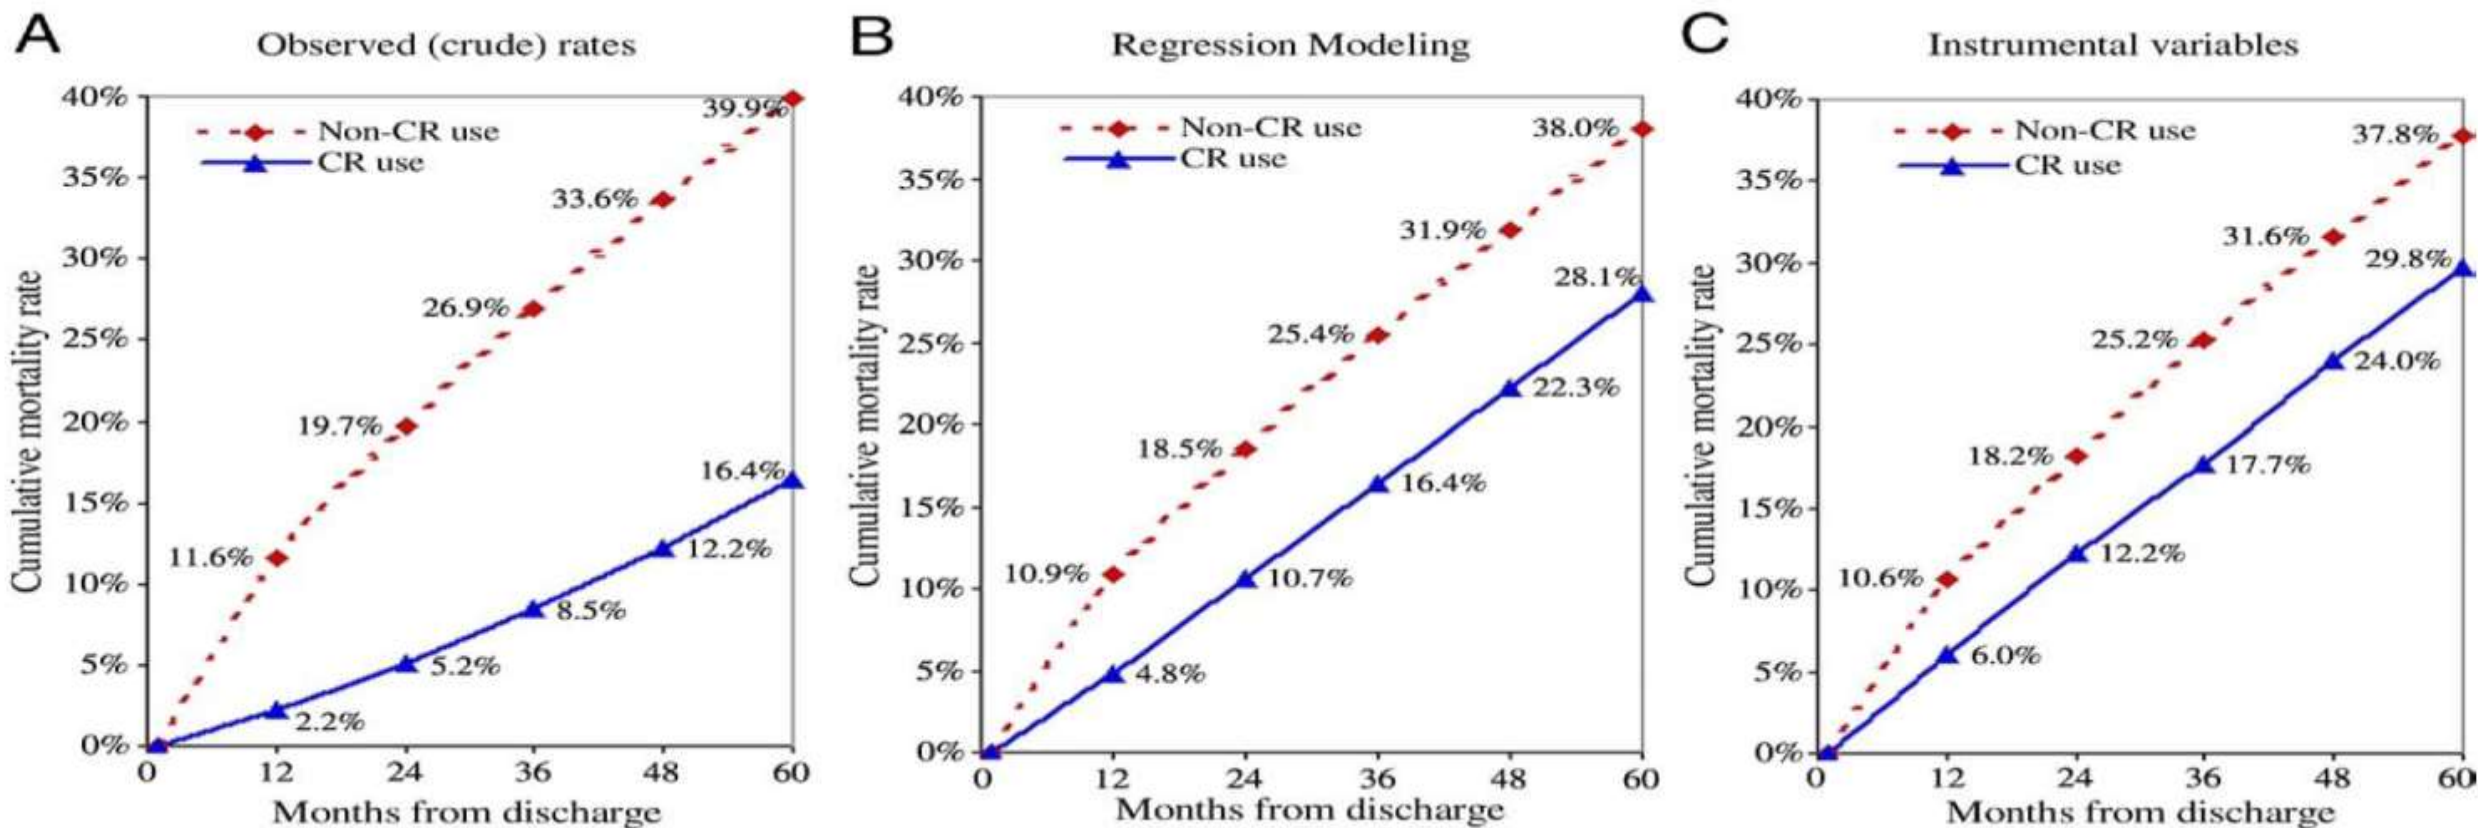 A
Observed (crude) rates
Cumulative mortality rate
40%
35%
30%
25%
20%
15%
10%
5%
0%
Non-CR use
CR use
39.9%
33.6%
26.9%
19.7%
11.6%
16.4%
12.2%
8.5%
5.2%
2.2%
0 12 24 36 48 60
Months from discharge
B
Regression Modeling
Cumulative mortality rate
40%
35%
30%
25%
20%
15%
10%
5%
0%
Non-CR use
CR use
38.0%
31.9%
25.4%
18.5%
10.9%
28.1%
22.3%
16.4%
10.7%
4.8%
0 12 24 36 48 60
Months from discharge
C
Instrumental variables
Cumulative mortality rate
40%
35%
30%
25%
20%
15%
10%
5%
0%
Non-CR use
CR use
37.8%
31.6%
25.2%
18.2%
10.6%
29.8%
24.0%
17.7%
12.2%
6.0%
0 12 24 36 48 60
Months from discharge